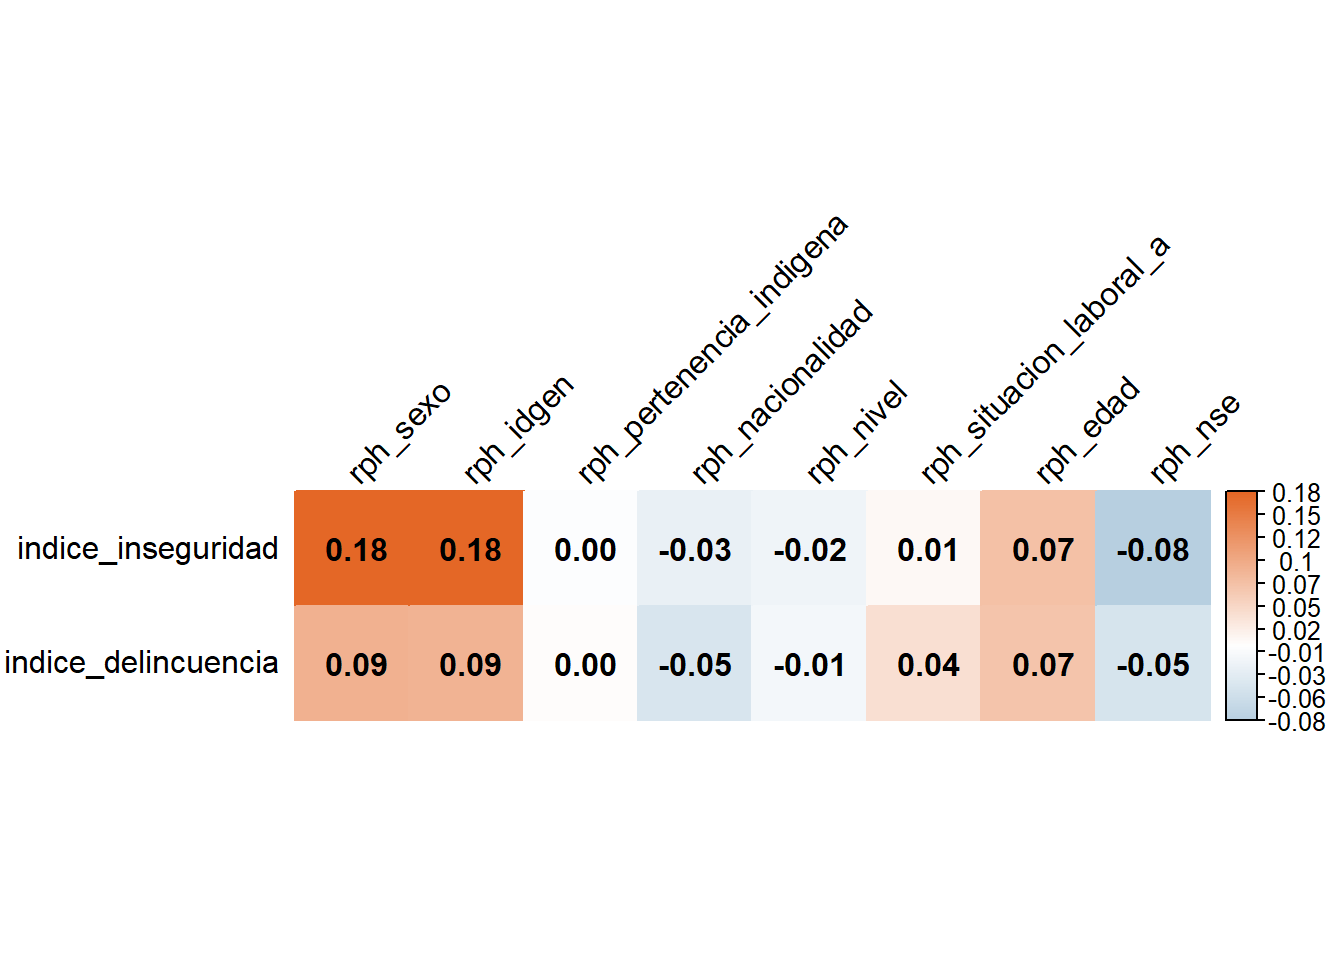 rph_sexo
rph_idgen
rph_pertenencia_indigena
rph_nacionalidad
rph_nivel
rph_situacion_laboral_a
rph_edad
rph_nse
indice_inseguridad 0.18 0.18 0.00 -0.03 -0.02 0.01 0.07 -0.08
indice_delincuencia 0.09 0.09 0.00 -0.05 -0.01 0.04 0.07 -0.05
0.18
0.15
0.12
0.1
0.07
0.05
0.02
-0.01
-0.03
-0.06
-0.08